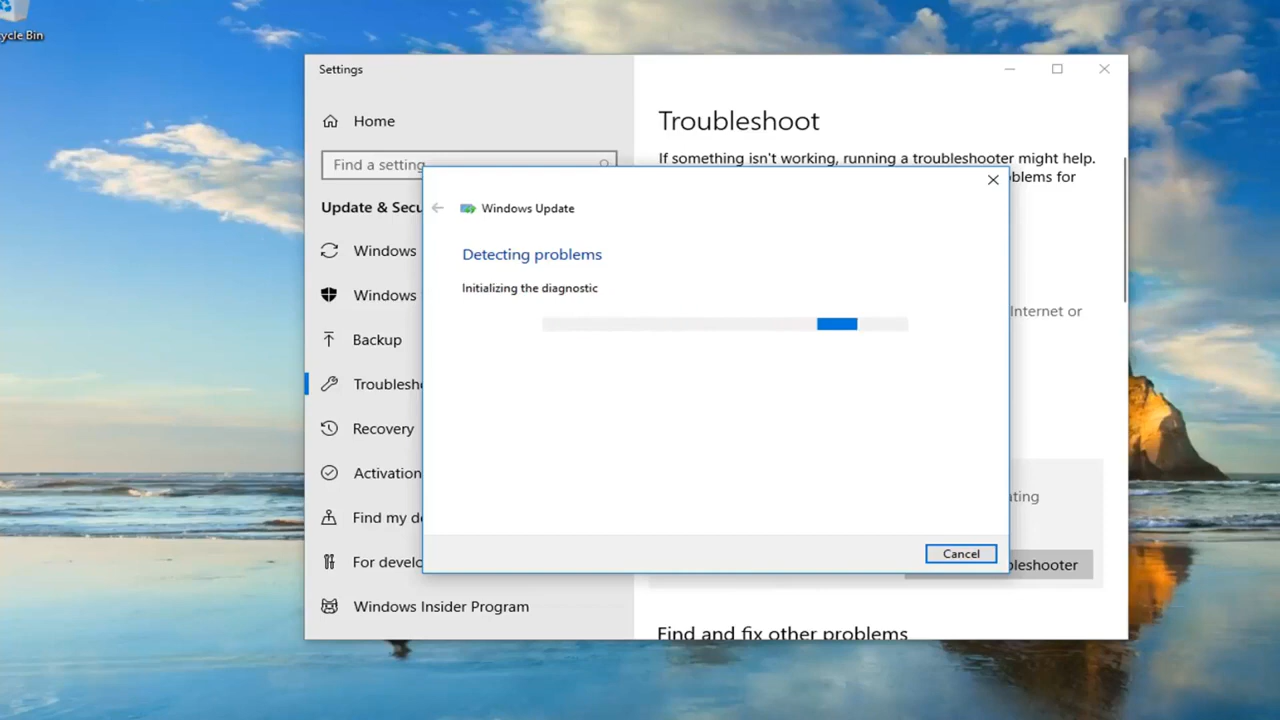 ycle Bin
Settings
Home
Find a setting
Update & Secu
Windows
Windows
Backup
Troublesh
Recovery
Activation
Find my d
For develo
Windows Insider Program
Troubleshoot
If something isn't working, running a troubleshooter might help.
blems for
Internet or
ating
bleshooter
Find and fix other problems
Windows Update
Detecting problems
Initializing the diagnostic
Cancel